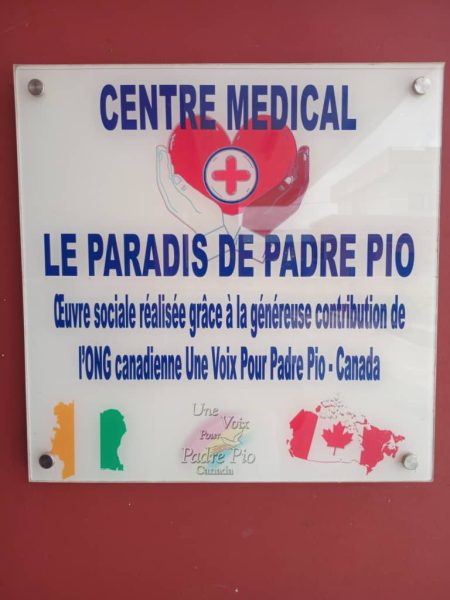 CENTRE MEDICAL
LE PARADIS DE PADRE PIO
Œuvre sociale réalisée grâce à la généreuse contribution de
l'ONG canadienne Une Voix Pour Padre Pio - Canada
Une
Voix
Pour
Padre Pio
Canada